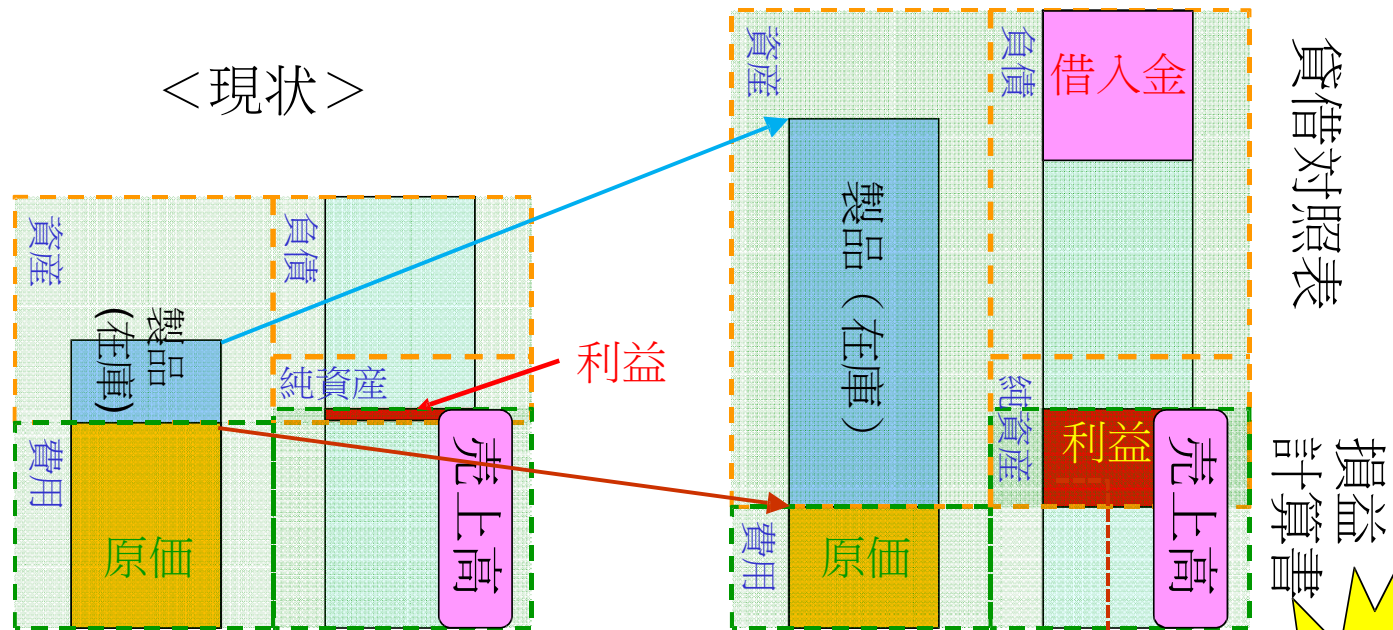 <現状>
資産
負債
製品
(在庫)
純資産
費用
原価
売上高
利益
資産
負債
借入金
製品(在庫)
純資産
利益
費用
原価
売上高
貸借対照表
損益
計算書